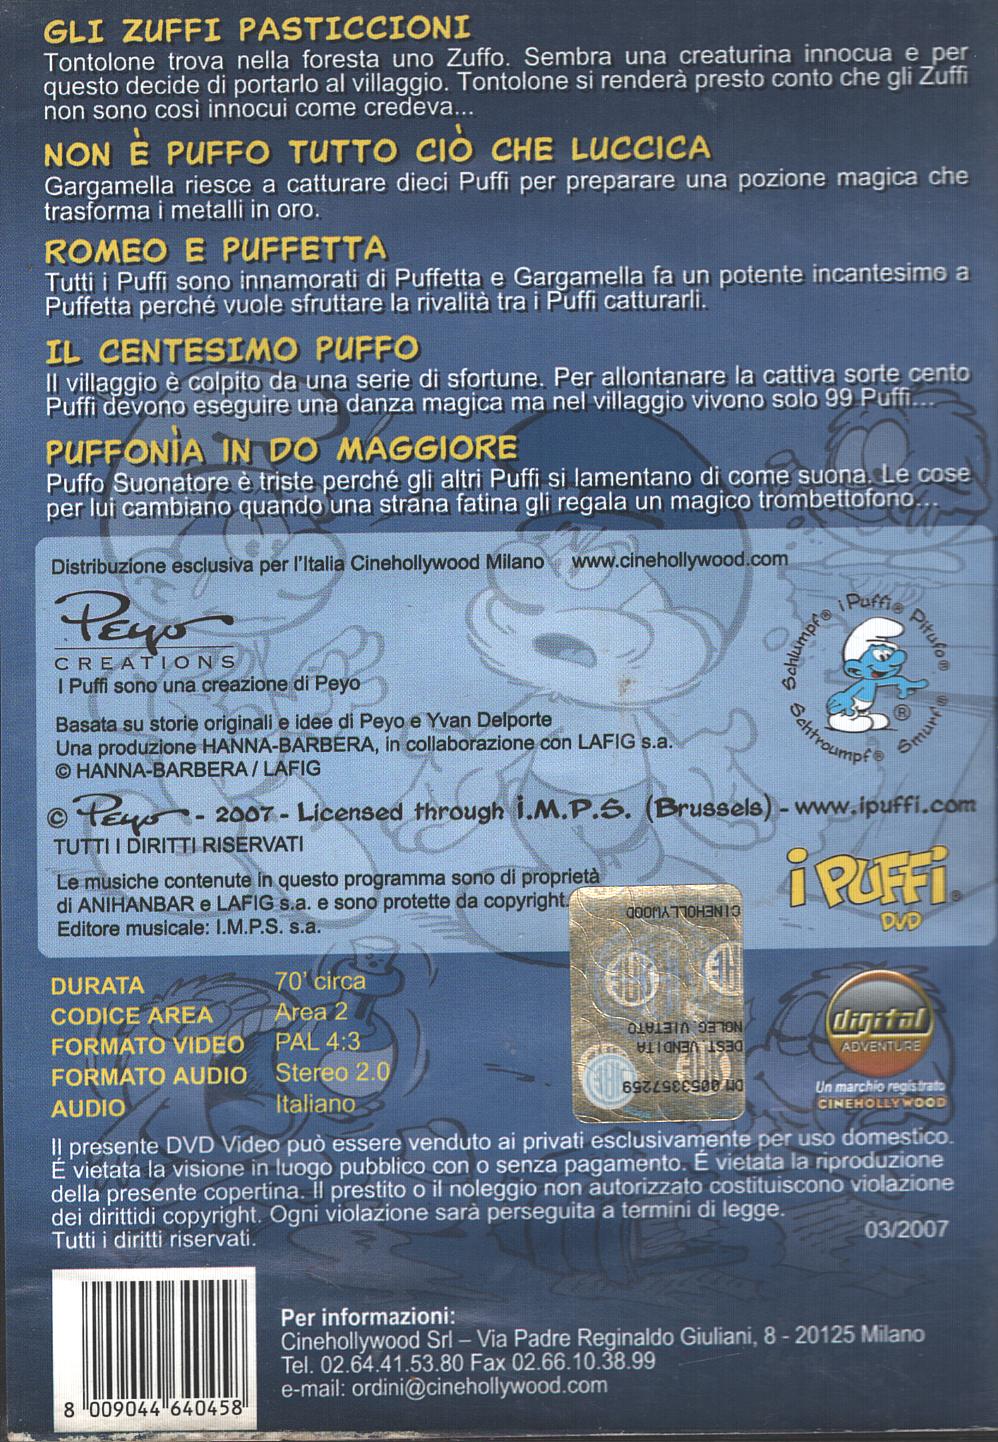 GLI ZUFFI PASTICCIONI
Tontolone trova nella foresta uno Zuffo. Sembra una creaturina innocua e per
questo decide di portarlo al villaggio. Tontolone si renderà presto conto che gli Zuffi
non sono così innocui come credeva...
NON È PUFFO TUTTO CIÒ CHE LUCCICA
Gargamella riesce a catturare dieci Puffi per preparare una pozione magica che
trasforma i metalli in oro.
ROMEO E PUFFETTA
Tutti i Puffi sono innamorati di Puffetta e Gargamella fa un potente incantesimo a
Puffetta perché vuole sfruttare la rivalità tra i Puffi catturarli.
IL CENTESIMO PUFFO
Il villaggio è colpito da una serie di sfortune. Per allontanare la cattiva sorte cento
Puffi devono eseguire una danza magica ma nel villaggio vivono solo 99 Puffi...
PUFFONÌA IN DO MAGGIORE
Puffo Suonatore è triste perché gli altri Puffi si lamentano di come suona. Le cose
per lui cambiano quando una strana fatina gli regala un magico trombettofono...
Distribuzione esclusiva per l'Italia Cinehollywood Milano www.cinehollywood.com
Peyo
CREATIONS
I Puffi sono una creazione di Peyo
Schlumpf® i Puffi® Pitufo® Smurf® Schtroumpf®
®
Basata su storie originali e idee di Peyo e Yvan Delporte
Una produzione HANNA-BARBERA, in collaborazione con LAFIG s.a.
© HANNA-BARBERA / LAFIG
© Peyo - 2007 - Licensed through I.M.P.S. (Brussels) - www.ipuffi.com
TUTTI I DIRITTI RISERVATI
i PUFFi®
DVD
Le musiche contenute in questo programma sono di proprietà
di ANIHANBAR e LAFIG s.a. e sono protette da copyright.
Editore musicale: I.M.P.S. s.a.
CINEHOLLYWOOD
NOLEG VIETATO
DEST VENDITA
DM 0053357259
DURATA 70' circa
CODICE AREA Area 2
FORMATO VIDEO PAL 4:3
FORMATO AUDIO Stereo 2.0
AUDIO Italiano
digital
ADVENTURE
Un marchio registrato
CINEHOLLYWOOD
Il presente DVD Video può essere venduto ai privati esclusivamente per uso domestico.
É vietata la visione in luogo pubblico con o senza pagamento. É vietata la riproduzione
della presente copertina. Il prestito o il noleggio non autorizzato costituiscono violazione
dei dirittidi copyright. Ogni violazione sarà perseguita a termini di legge.
Tutti i diritti riservati.
03/2007
Per informazioni:
Cinehollywood Srl – Via Padre Reginaldo Giuliani, 8 - 20125 Milano
Tel. 02.64.41.53.80 Fax 02.66.10.38.99
e-mail: ordini@cinehollywood.com
8 009044 640458